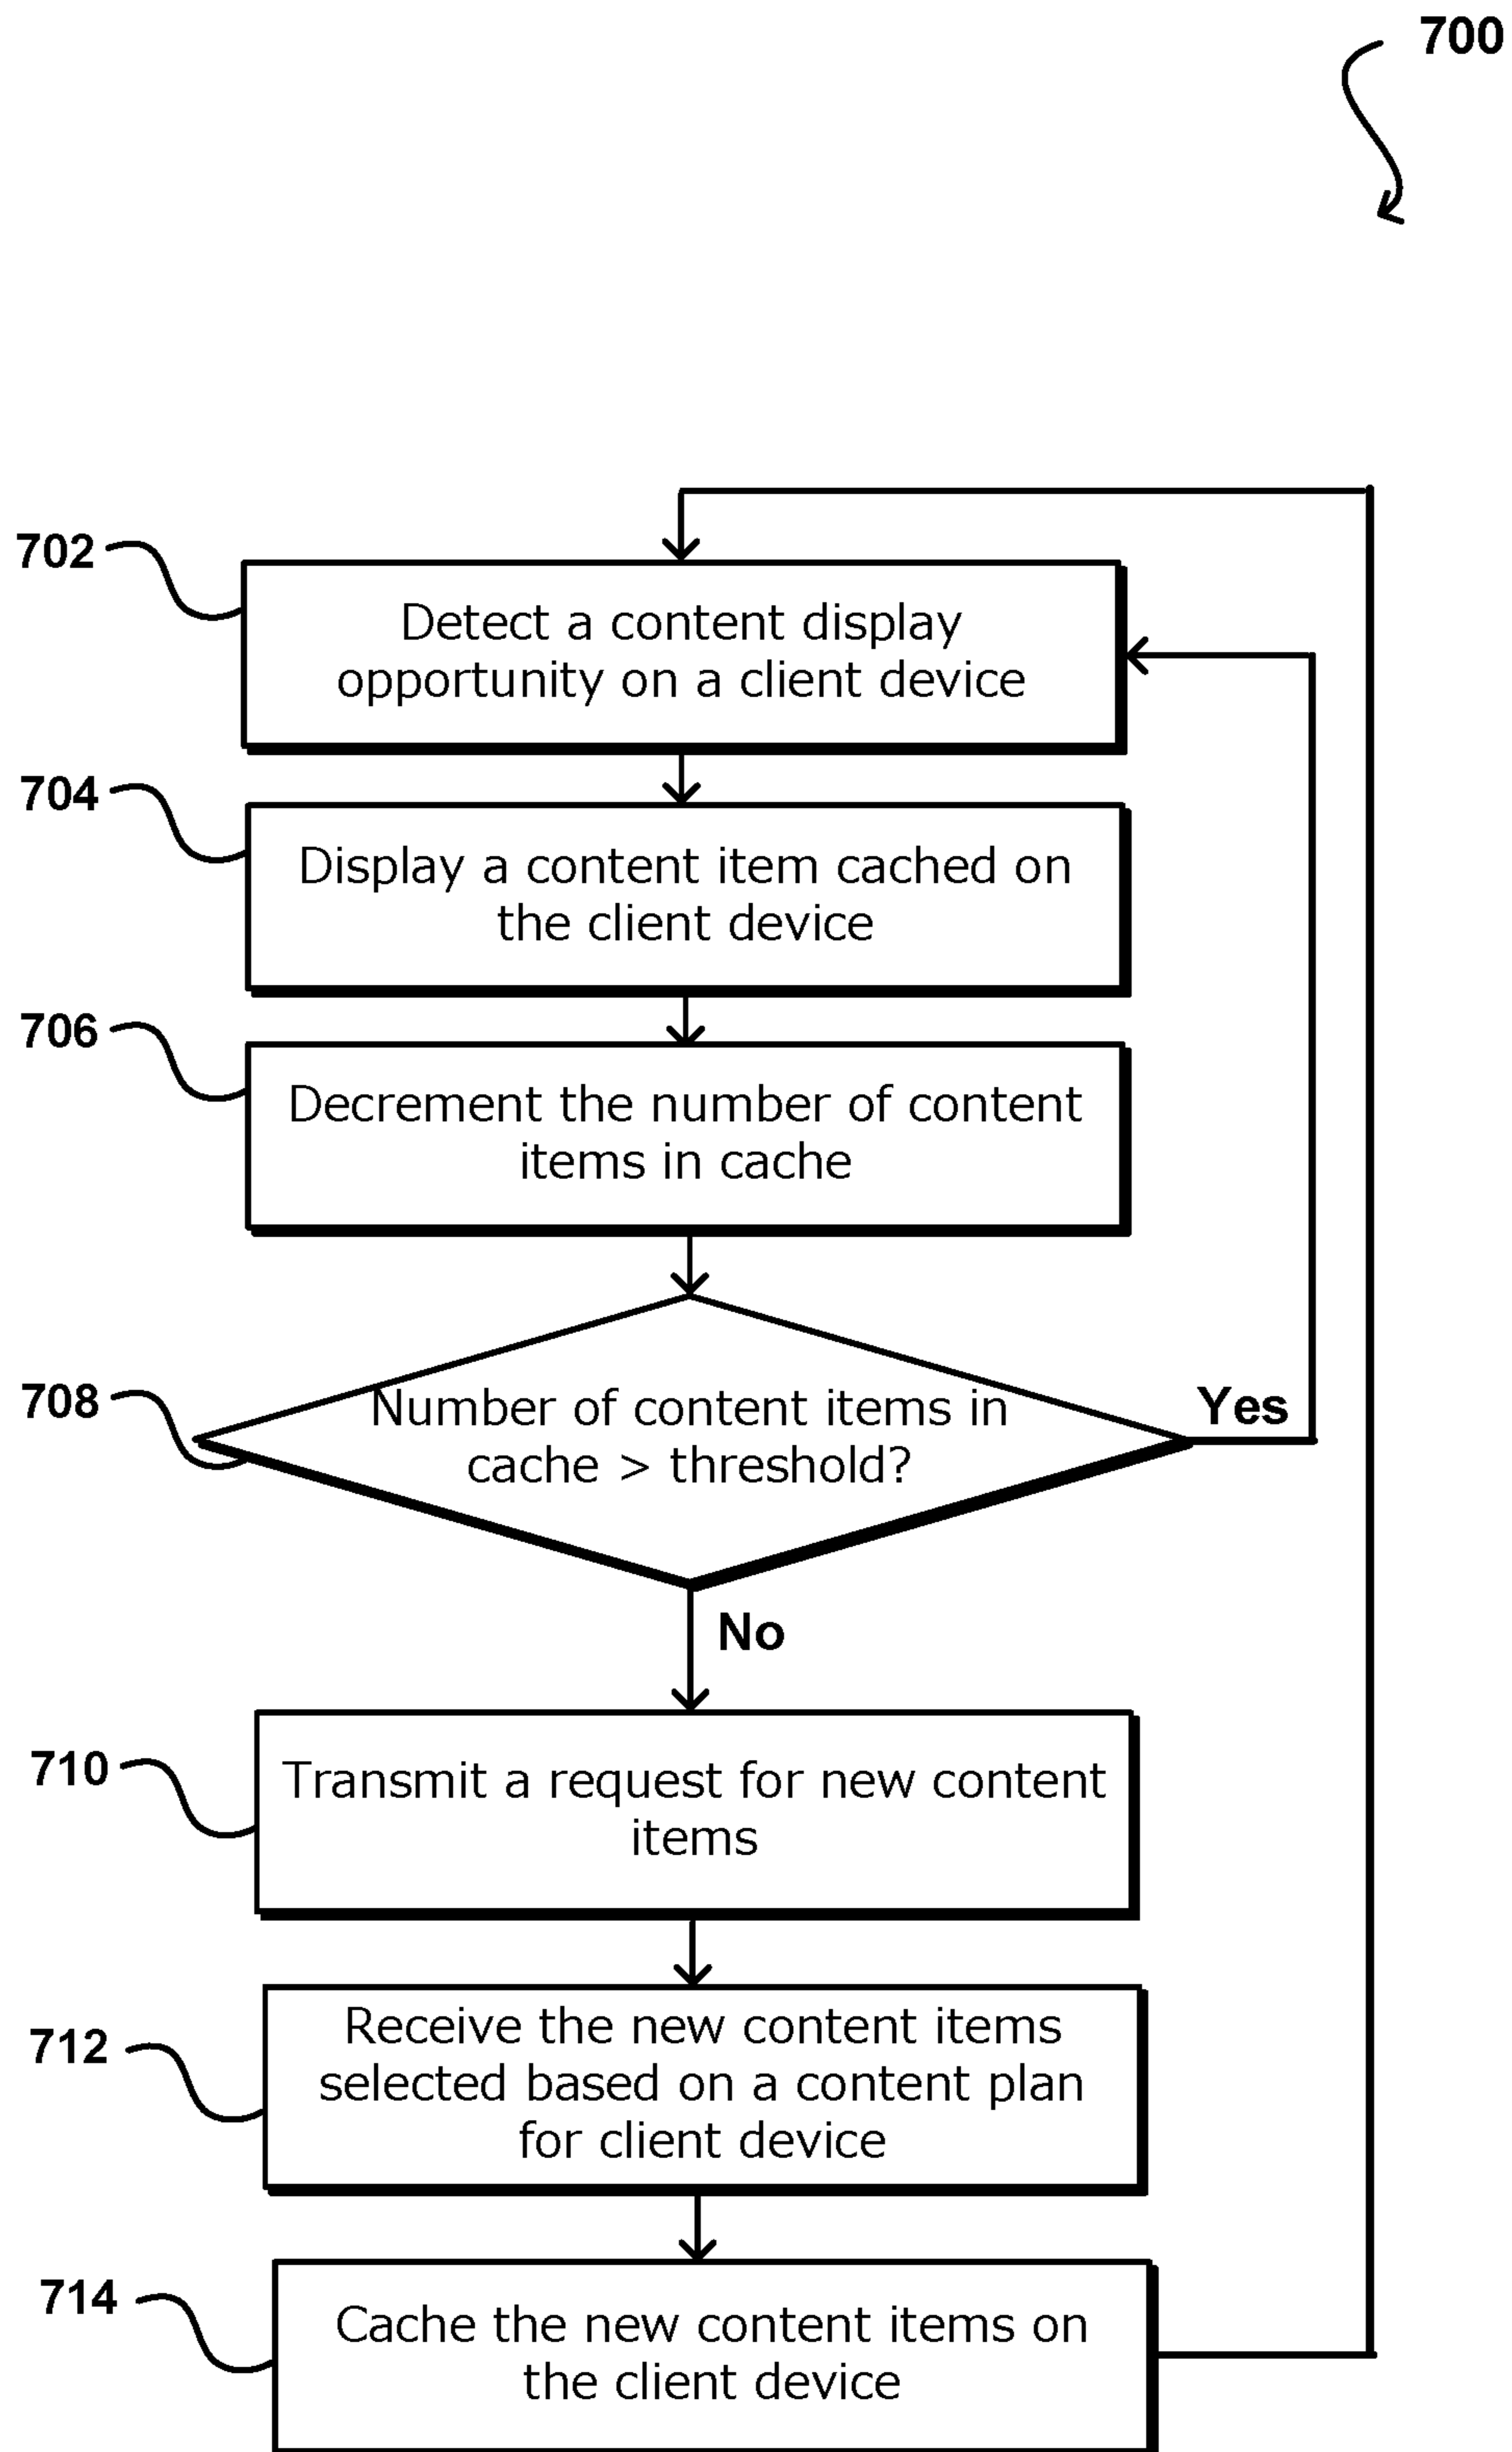 700
702
Detect a content display
opportunity on a client device
704
Display a content item cached on
the client device
706
Decrement the number of content
items in cache
708
Number of content items in
cache > threshold?
Yes
No
710
Transmit a request for new content
items
712
Receive the new content items
selected based on a content plan
for client device
714
Cache the new content items on
the client device